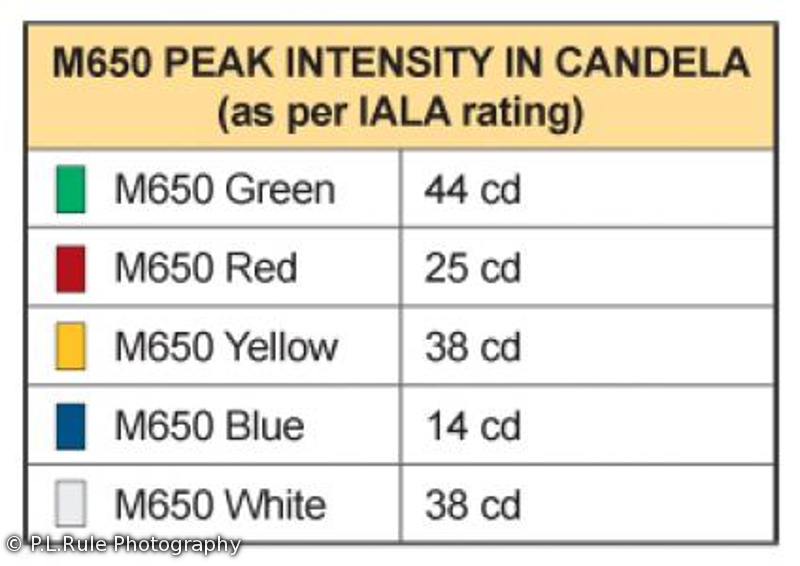 M650 PEAK INTENSITY IN CANDELA
(as per IALA rating)
M650 Green 44 cd
M650 Red 25 cd
M650 Yellow 38 cd
M650 Blue 14 cd
M650 White 38 cd
© P.L.Rule Photography